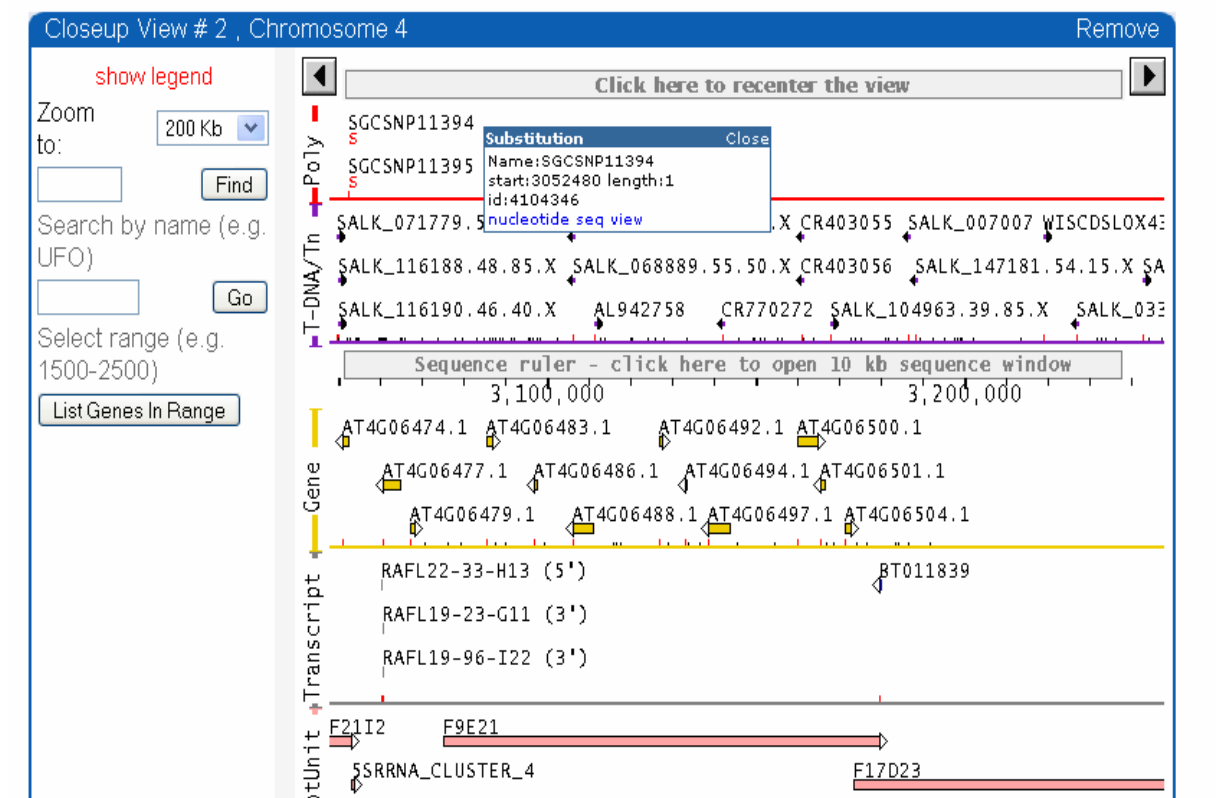 Closeup View # 2 , Chromosome 4 Remove
show legend
Zoom to:
200 Kb
Find
Search by name (e.g. UFO)
Go
Select range (e.g. 1500-2500)
List Genes In Range
Click here to recenter the view
Poly
SGCSNP11394
S
SGCSNP11395
S
Substitution Close
Name:SGCSNP11394
start:3052480 length:1
id:4104346
nucleotide seq view
T-DNA/Tn
SALK_071779.5 .X CR403055 SALK_007007 WISCDSLOX43
SALK_116188.48.85.X SALK_068889.55.50.X CR403056 SALK_147181.54.15.X SA
SALK_116190.46.40.X AL942758 CR770272 SALK_104963.39.85.X SALK_033
Sequence ruler - click here to open 10 kb sequence window
3,100,000 3,200,000
Gene
AT4G06474.1 AT4G06483.1 AT4G06492.1 AT4G06500.1
AT4G06477.1 AT4G06486.1 AT4G06494.1 AT4G06501.1
AT4G06479.1 AT4G06488.1 AT4G06497.1 AT4G06504.1
Transcript
RAFL22-33-H13 (5') BT011839
RAFL19-23-G11 (3')
RAFL19-96-I22 (3')
otUnit
F21I2 F9E21
5SRRNA_CLUSTER_4 F17D23